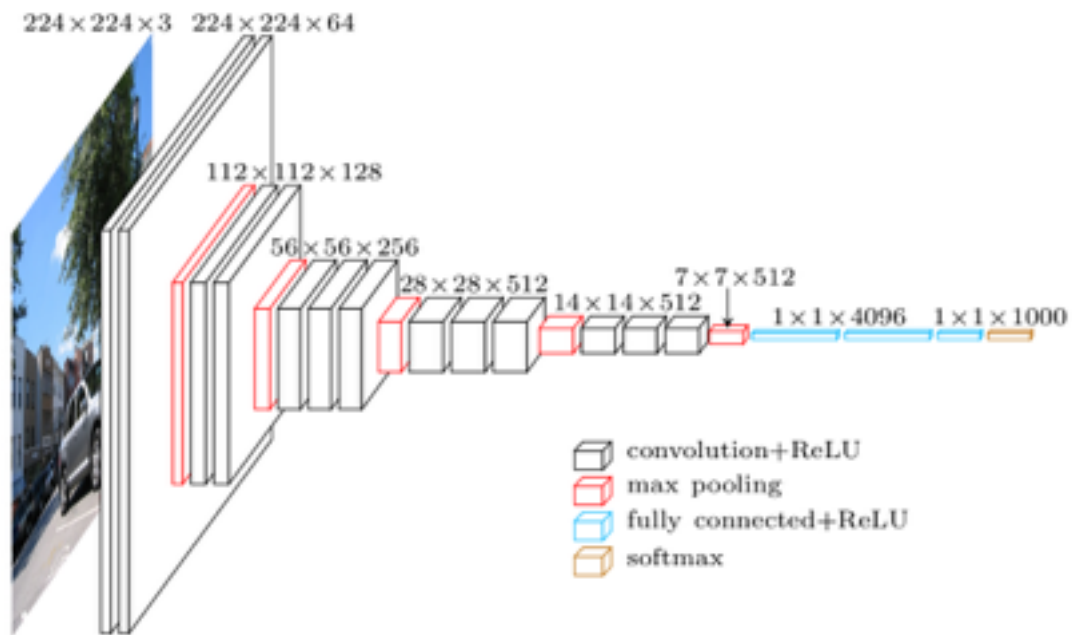 224×224×3
224×224×64
112×112×128
56×56×256
28×28×512
14×14×512
7×7×512
1×1×4096
1×1×1000
convolution+ReLU
max pooling
fully connected+ReLU
softmax